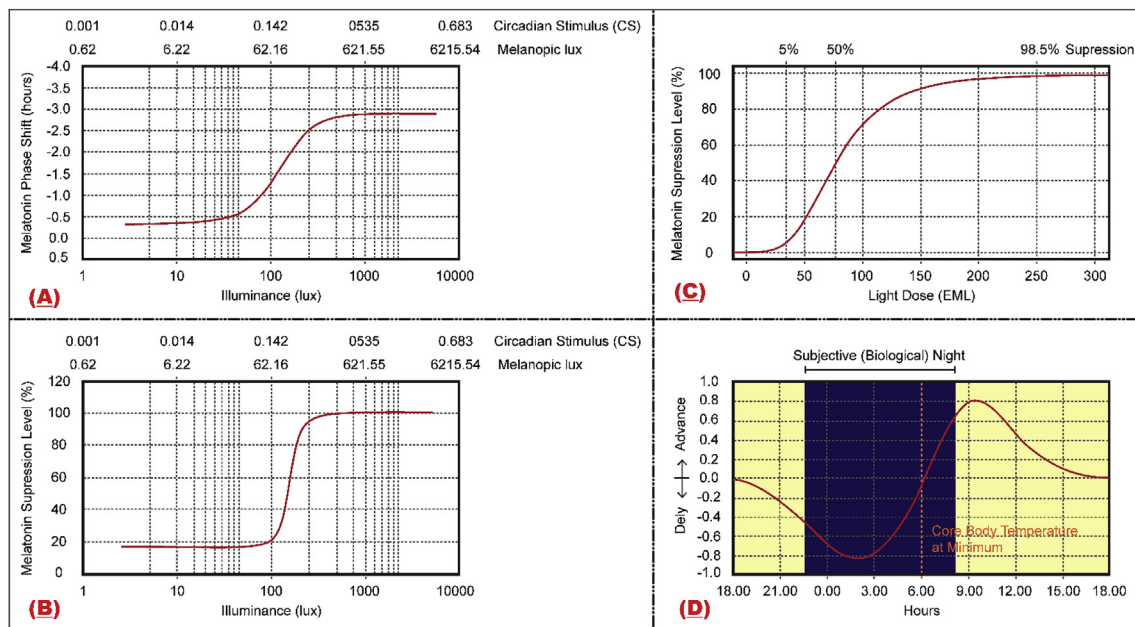 0.001 0.014 0.142 0535 0.683 Circadian Stimulus (CS)
0.62 6.22 62.16 621.55 6215.54 Melanopic lux
Melatonin Phase Shift (hours)
-4.0
-3.0
-2.0
-1.0
-0.5
0.0
0.5
1 10 100 1000 10000
Illuminance (lux)
(A)
0.001 0.014 0.142 0535 0.683 Circadian Stimulus (CS)
0.62 6.22 62.16 621.55 6215.54 Melanopic lux
Melatonin Supression Level (%)
120
100
80
60
40
20
0
1 10 100 1000 10000
Illuminance (lux)
(B)
5% 50% 98.5% Supression
Melatonin Supression Level (%)
100
80
60
40
20
0
0 50 100 150 200 250 300
Light Dose (EML)
(C)
Subjective (Biological) Night
Dely Advance
1.0
0.8
0.6
0.4
0.2
0.0
-0.2
-0.4
-0.6
-0.8
-1.0
Core Body Temperature
at Minimum
18.00 21.00 0.00 3.00 6.00 9.00 12.00 15.00 18.00
Hours
(D)